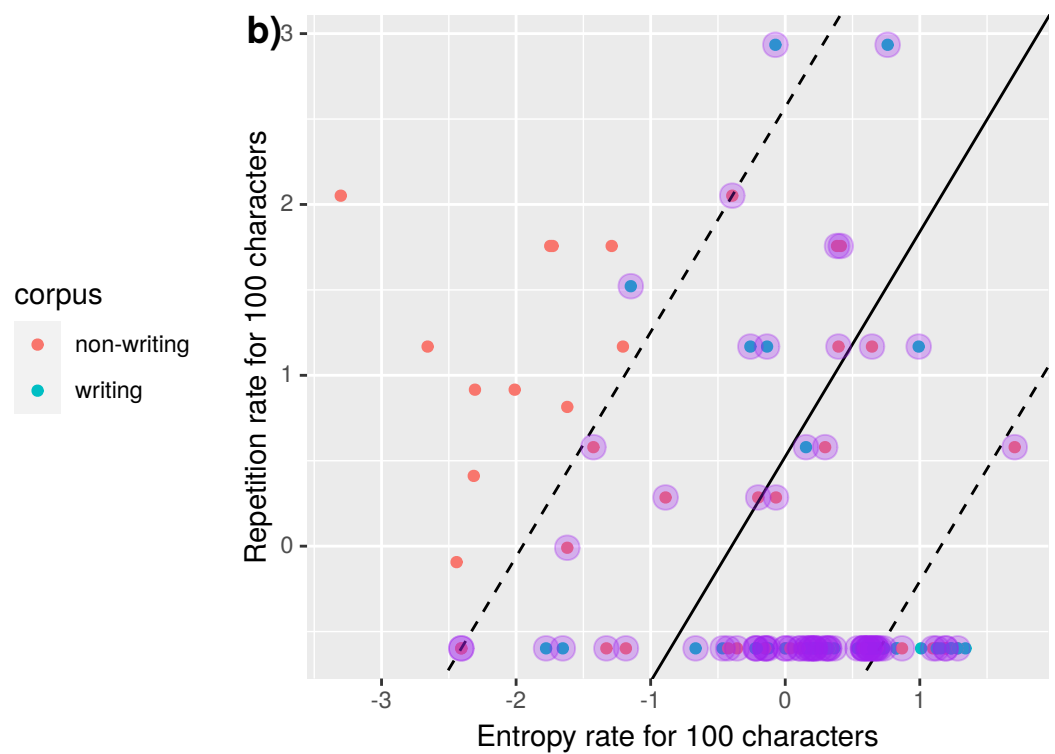 b)
3
2
1
0
Repetition rate for 100 characters
-3
-2
-1
0
1
Entropy rate for 100 characters
corpus
non-writing
writing